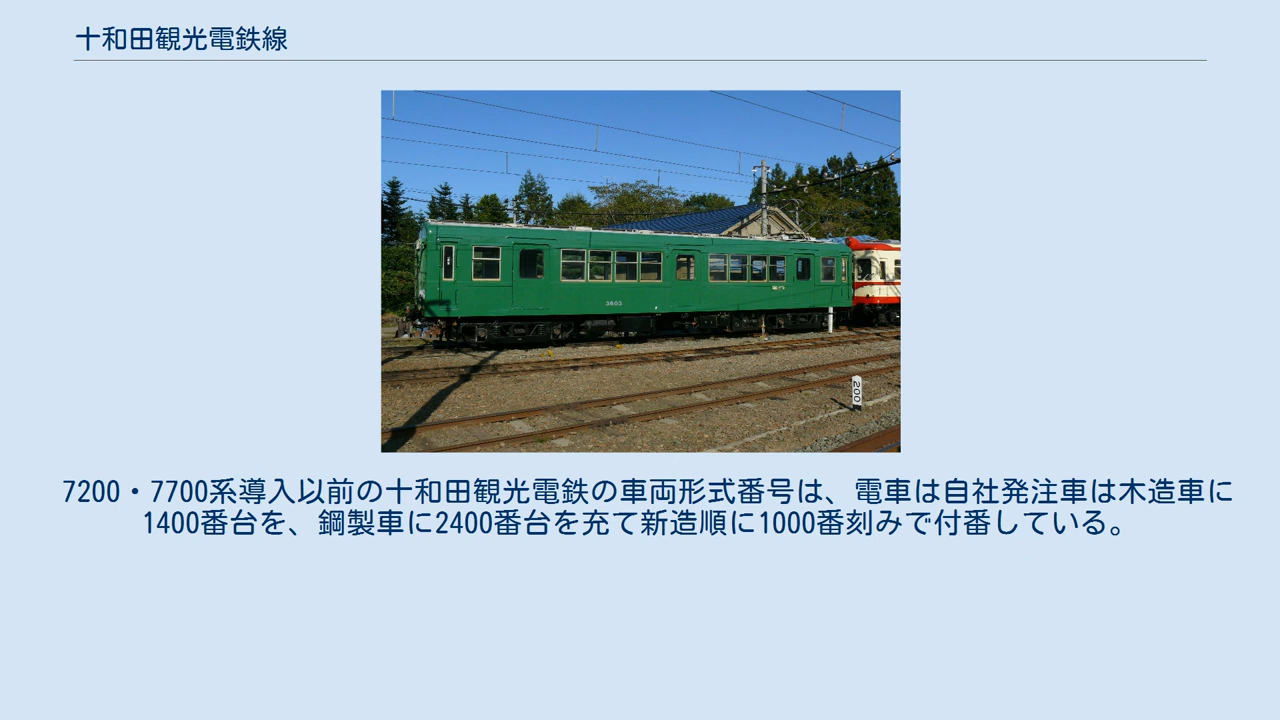 十和田観光電鉄線
3603
200
7200・7700系導入以前の十和田観光電鉄の車両形式番号は、電車は自社発注車は木造車に
1400番台を、鋼製車に2400番台を充て新造順に1000番刻みで付番している。